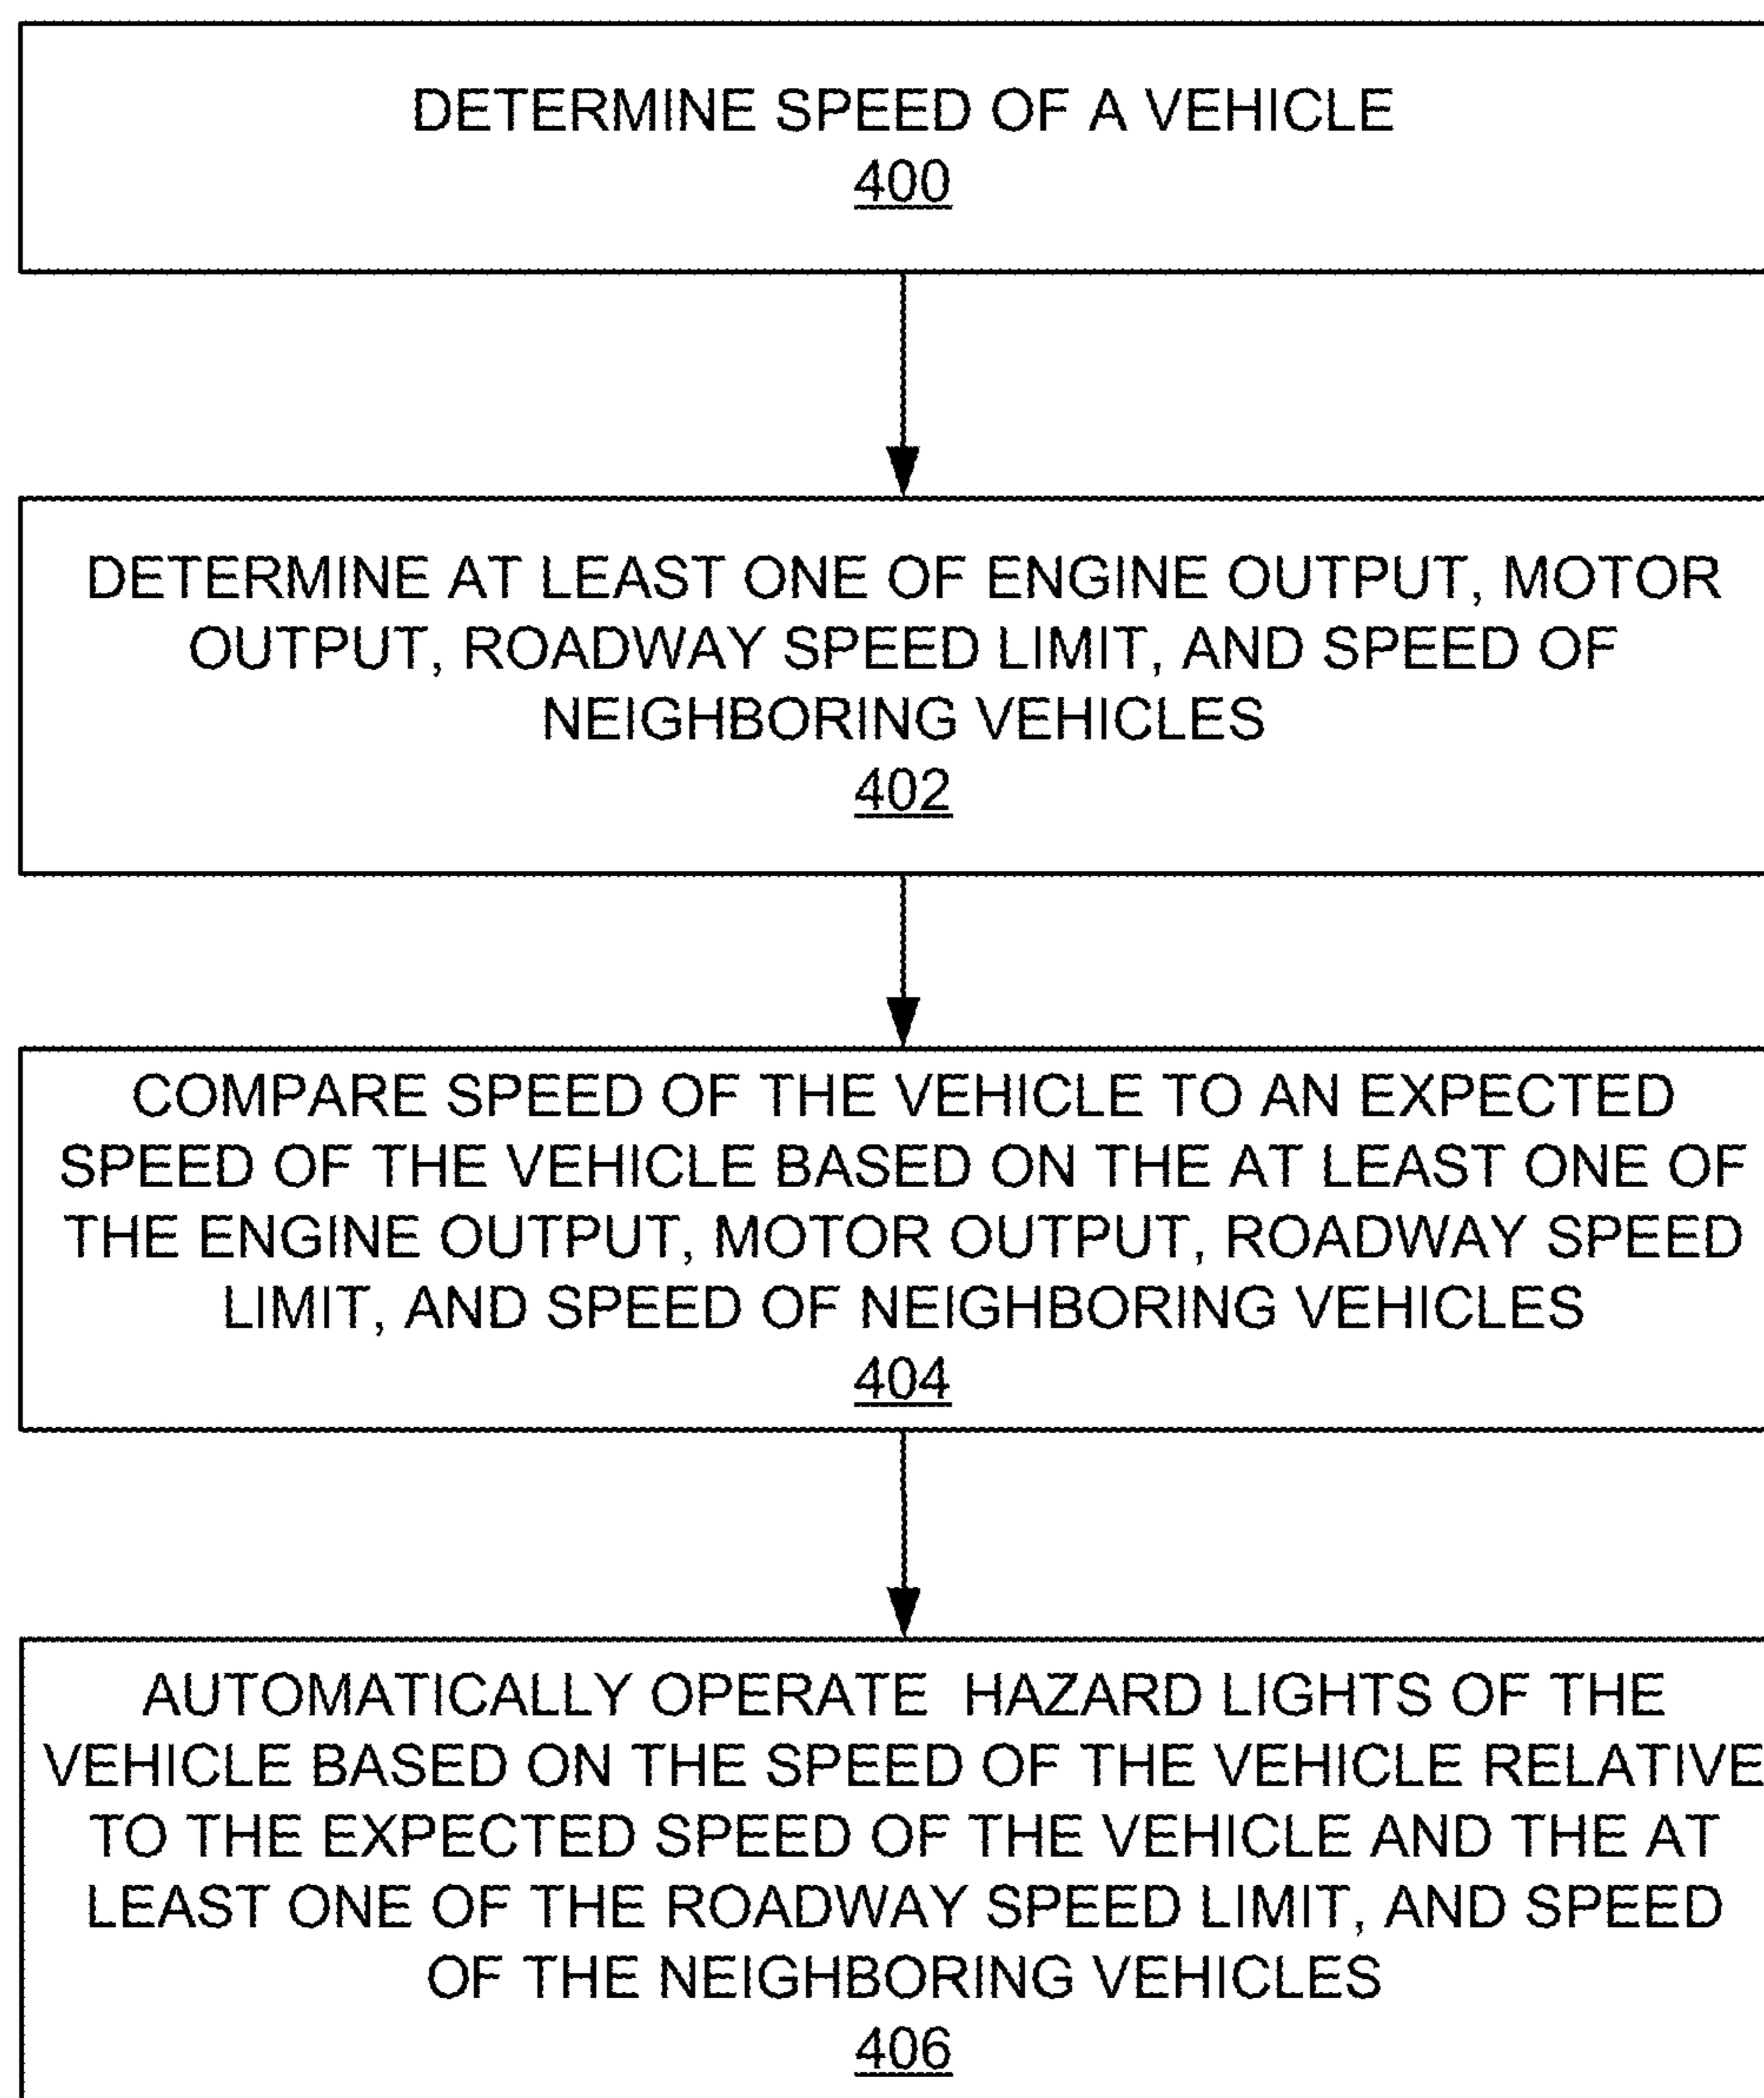 DETERMINE SPEED OF A VEHICLE
400
DETERMINE AT LEAST ONE OF ENGINE OUTPUT, MOTOR
OUTPUT, ROADWAY SPEED LIMIT, AND SPEED OF
NEIGHBORING VEHICLES
402
COMPARE SPEED OF THE VEHICLE TO AN EXPECTED
SPEED OF THE VEHICLE BASED ON THE AT LEAST ONE OF
THE ENGINE OUTPUT, MOTOR OUTPUT, ROADWAY SPEED
LIMIT, AND SPEED OF NEIGHBORING VEHICLES
404
AUTOMATICALLY OPERATE HAZARD LIGHTS OF THE
VEHICLE BASED ON THE SPEED OF THE VEHICLE RELATIVE
TO THE EXPECTED SPEED OF THE VEHICLE AND THE AT
LEAST ONE OF THE ROADWAY SPEED LIMIT, AND SPEED
OF THE NEIGHBORING VEHICLES
406